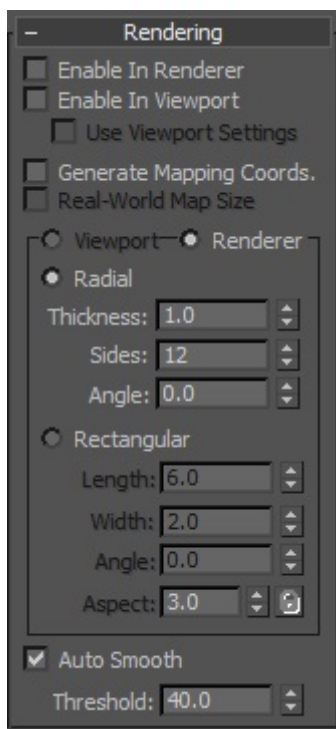 – Rendering
Enable In Renderer
Enable In Viewport
Use Viewport Settings
Generate Mapping Coords.
Real-World Map Size
Viewport Renderer
Radial
Thickness: 1.0
Sides: 12
Angle: 0.0
Rectangular
Length: 6.0
Width: 2.0
Angle: 0.0
Aspect: 3.0
Auto Smooth
Threshold: 40.0